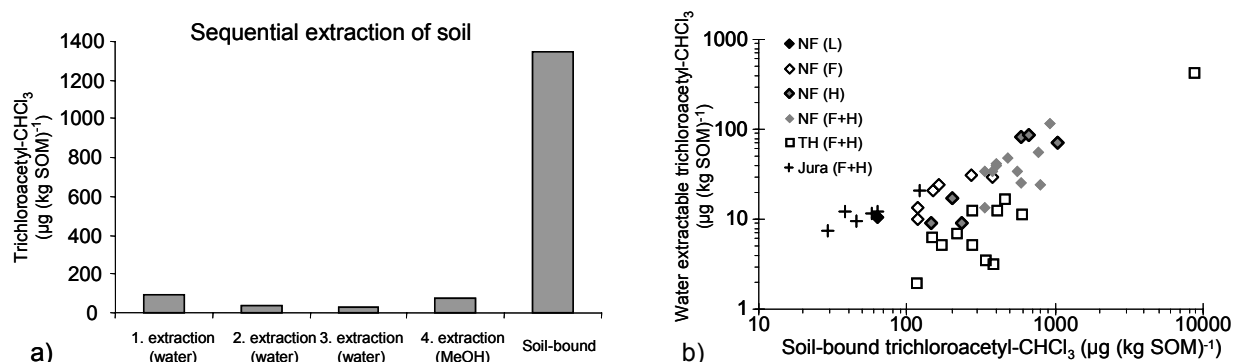 Sequential extraction of soil
Trichloroacetyl-CHCl3
(µg (kg SOM)-1)
1400
1200
1000
800
600
400
200
0
1. extraction
(water)
2. extraction
(water)
3. extraction
(water)
4. extraction
(MeOH)
Soil-bound
a)
Water extractable trichloroacetyl-CHCl3
(µg (kg SOM)-1)
1000
100
10
1
NF (L)
NF (F)
NF (H)
NF (F+H)
TH (F+H)
Jura (F+H)
10
100
1000
10000
Soil-bound trichloroacetyl-CHCl3 (µg (kg SOM)-1)
b)